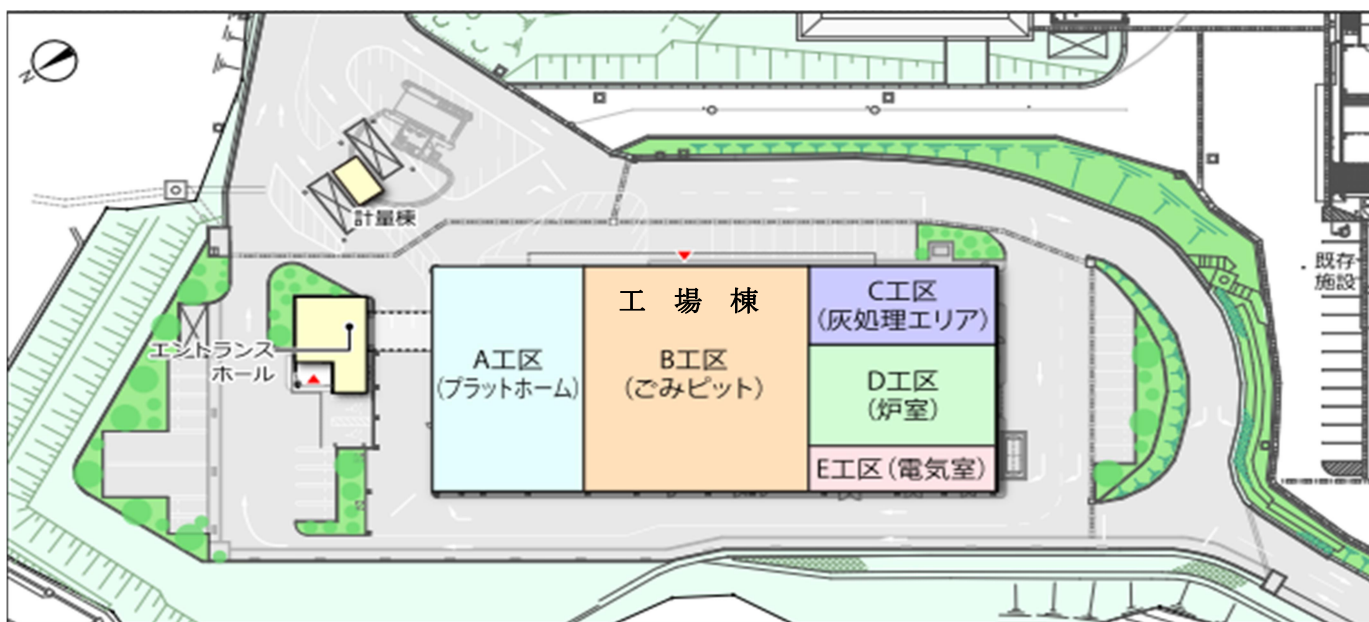 N
計量棟
既存
施設
工場棟
エントランス
ホール
A工区
(プラットホーム)
B工区
(ごみピット)
C工区
(灰処理エリア)
D工区
(炉室)
E工区(電気室)